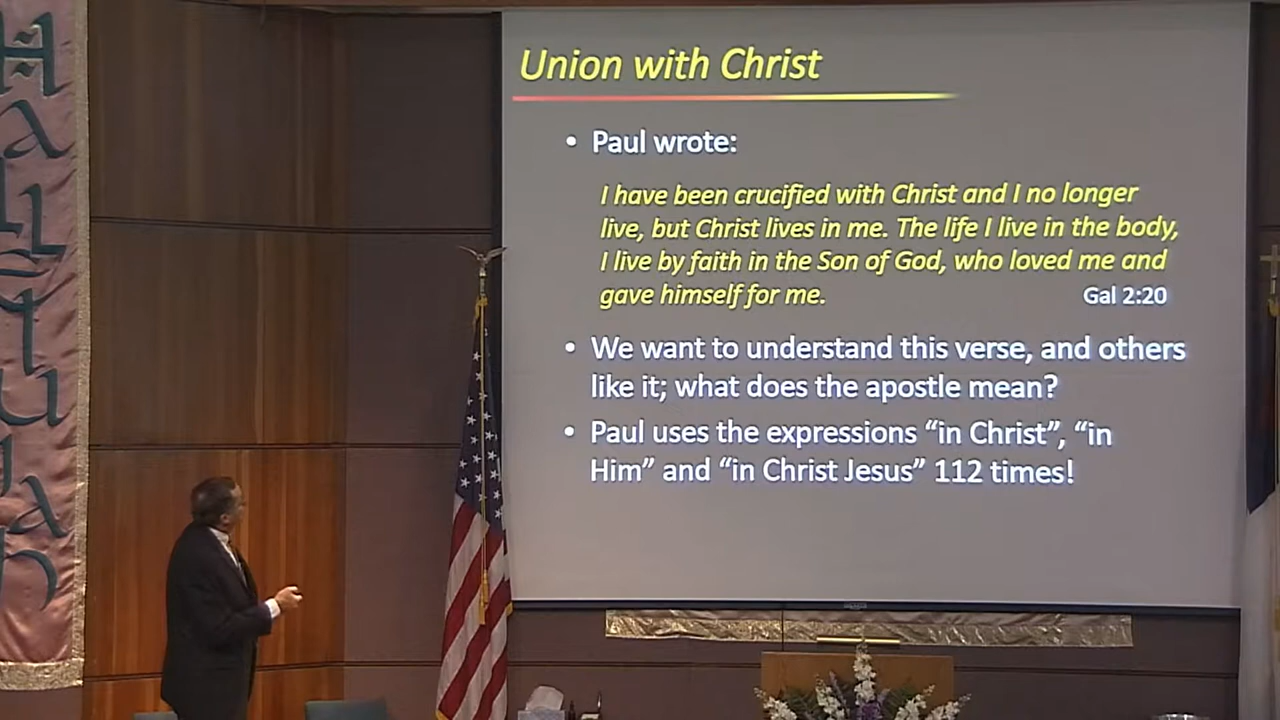 Hallelujah
Union with Christ
• Paul wrote:
I have been crucified with Christ and I no longer
live, but Christ lives in me. The life I live in the body,
I live by faith in the Son of God, who loved me and
gave himself for me. Gal 2:20
• We want to understand this verse, and others
like it; what does the apostle mean?
• Paul uses the expressions “in Christ”, “in
Him” and “in Christ Jesus” 112 times!